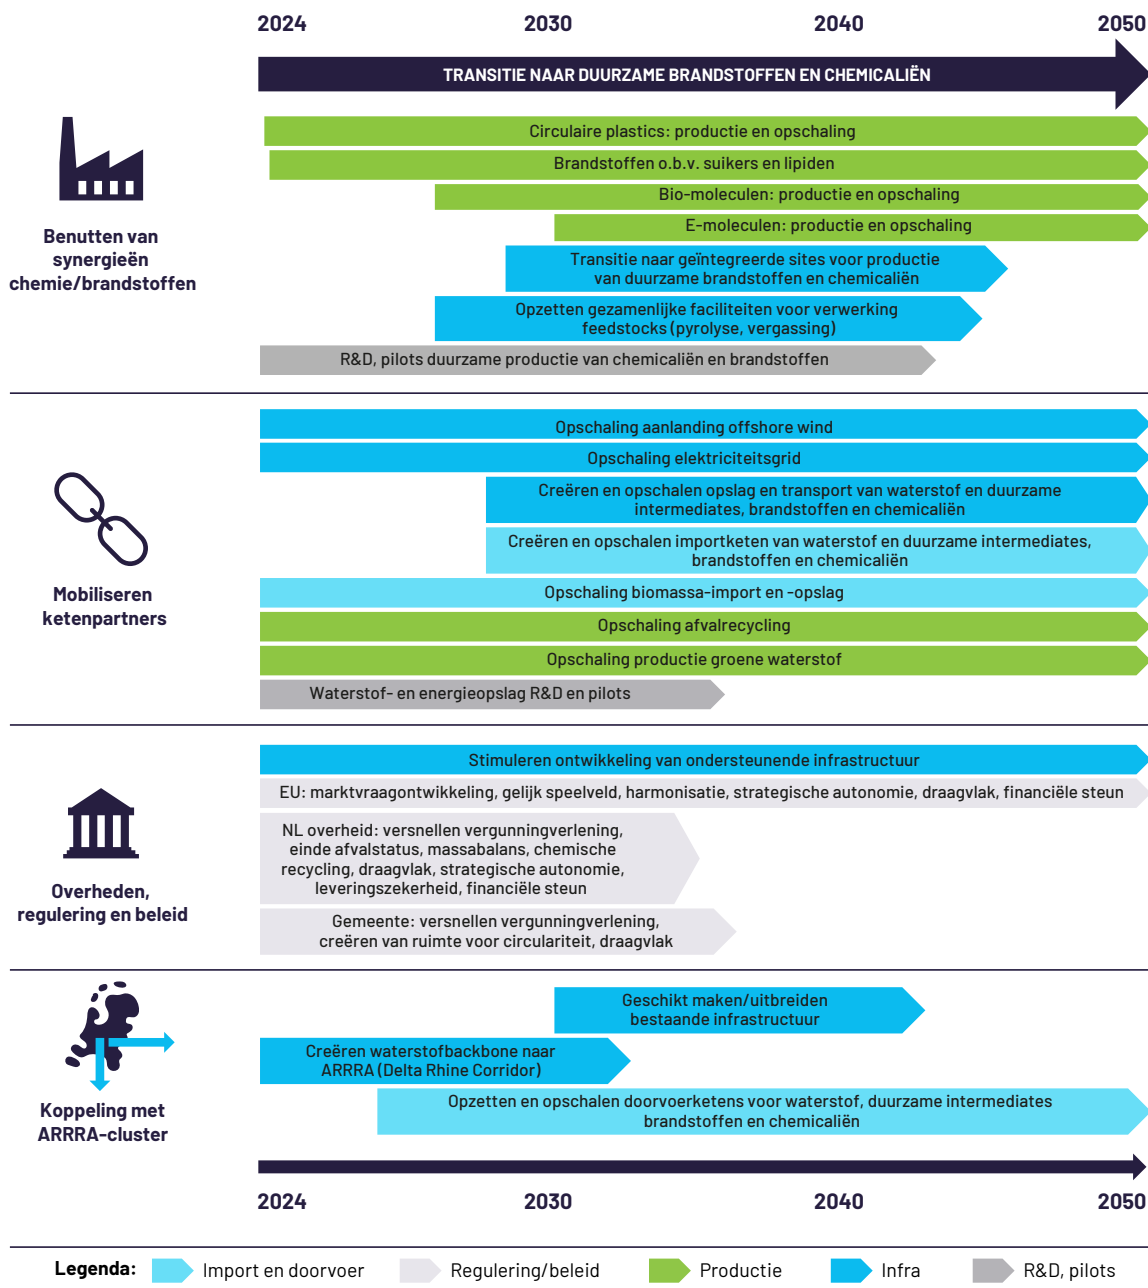 2024 2030 2040 2050
TRANSITIE NAAR DUURZAME BRANDSTOFFEN EN CHEMICALIËN
Benutten van
synergieën
chemie/brandstoffen
Circulaire plastics: productie en opschaling
Brandstoffen o.b.v. suikers en lipiden
Bio-moleculen: productie en opschaling
E-moleculen: productie en opschaling
Transitie naar geïntegreerde sites voor productie
van duurzame brandstoffen en chemicaliën
Opzetten gezamenlijke faciliteiten voor verwerking
feedstocks (pyrolyse, vergassing)
R&D, pilots duurzame productie van chemicaliën en brandstoffen
Mobiliseren
ketenpartners
Opschaling aanlanding offshore wind
Opschaling elektriciteitsgrid
Creëren en opschalen opslag en transport van waterstof en duurzame
intermediates, brandstoffen en chemicaliën
Creëren en opschalen importketen van waterstof en duurzame intermediates,
brandstoffen en chemicaliën
Opschaling biomassa-import en -opslag
Opschaling afvalrecycling
Opschaling productie groene waterstof
Waterstof- en energieopslag R&D en pilots
Overheden,
regulering en beleid
Stimuleren ontwikkeling van ondersteunende infrastructuur
EU: marktvraagontwikkeling, gelijk speelveld, harmonisatie, strategische autonomie, draagvlak, financiële steun
NL overheid: versnellen vergunningverlening,
einde afvalstatus, massabalans, chemische
recycling, draagvlak, strategische autonomie,
leveringszekerheid, financiële steun
Gemeente: versnellen vergunningverlening,
creëren van ruimte voor circulariteit, draagvlak
Koppeling met
ARRRA-cluster
Geschikt maken/uitbreiden
bestaande infrastructuur
Creëren waterstofbackbone naar
ARRRA (Delta Rhine Corridor)
Opzetten en opschalen doorvoerketens voor waterstof, duurzame intermediates
brandstoffen en chemicaliën
2024 2030 2040 2050
Legenda: Import en doorvoer Regulering/beleid Productie Infra R&D, pilots